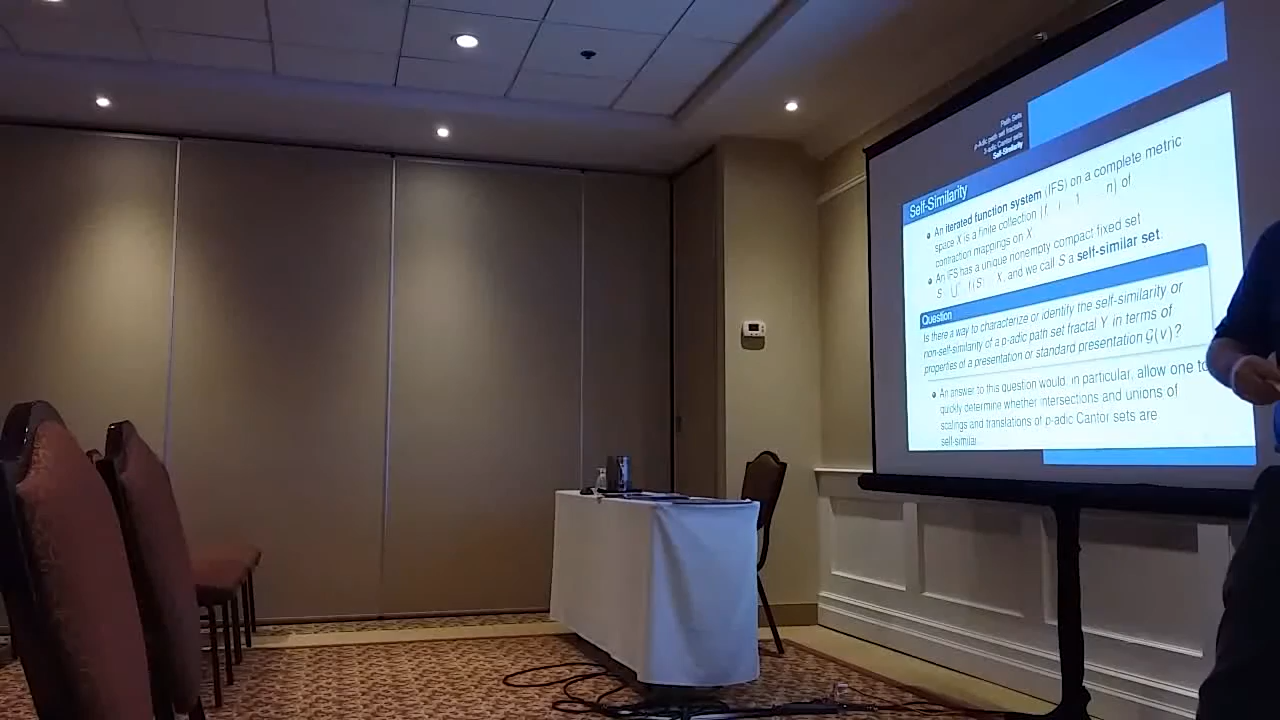 Path Sets
p-adic path set fractals
p-adic Cantor sets
Self-Similarity
Self-Similarity
An iterated function system (IFS) on a complete metric
space X is a finite collection {f i 1 n} of
contraction mappings on X
An IFS has a unique nonempty compact fixed set
S ⋃ f(S) X, and we call S a self-similar set.
Question
Is there a way to characterize or identify the self-similarity or
non-self-similarity of a p-adic path set fractal Y in terms of
properties of a presentation or standard presentation G(v)?
An answer to this question would, in particular, allow one to
quickly determine whether intersections and unions of
scalings and translations of p-adic Cantor sets are
self-similar.